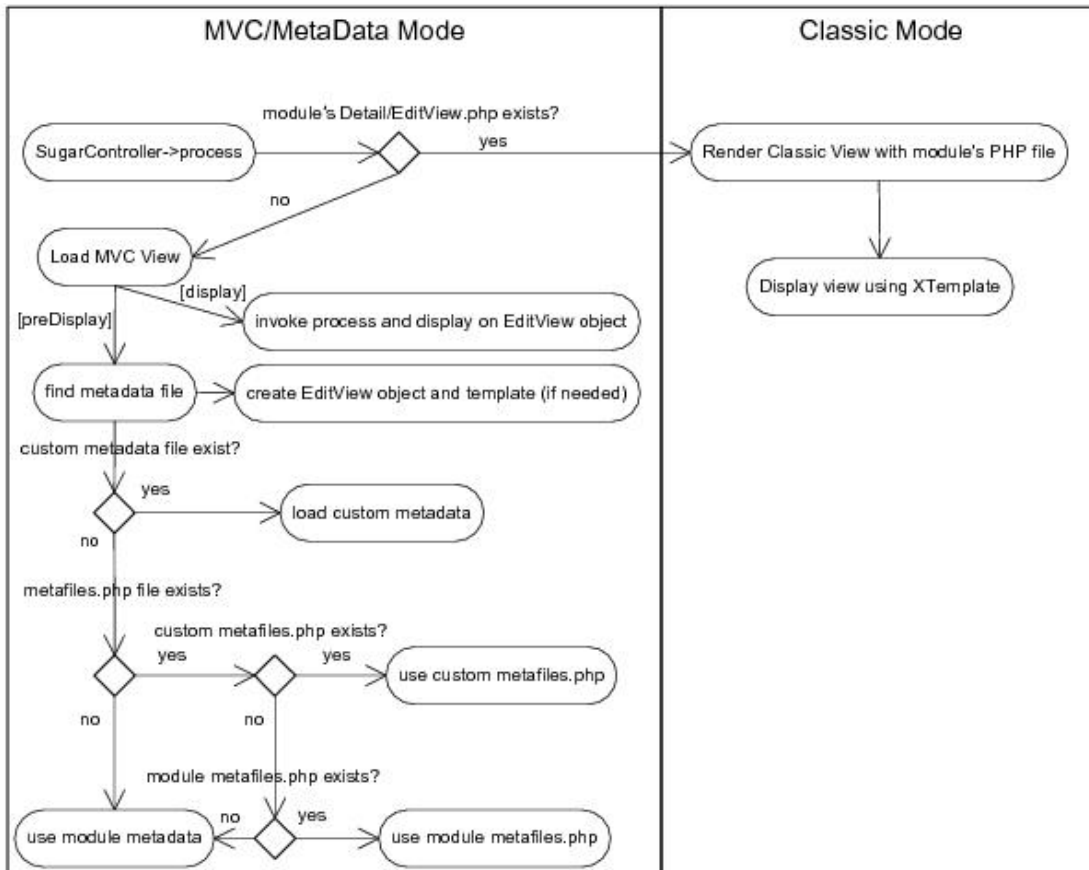 MVC/MetaData Mode
Classic Mode
module's Detail/EditView.php exists?
SugarController->process
yes
Render Classic View with module's PHP file
no
Load MVC View
Display view using XTemplate
[display]
[preDisplay]
invoke process and display on EditView object
find metadata file
create EditView object and template (if needed)
custom metadata file exist?
yes
load custom metadata
no
metafiles.php file exists?
custom metafiles.php exists?
yes
yes
use custom metafiles.php
no
no
module metafiles.php exists?
use module metadata
no
yes
use module metafiles.php